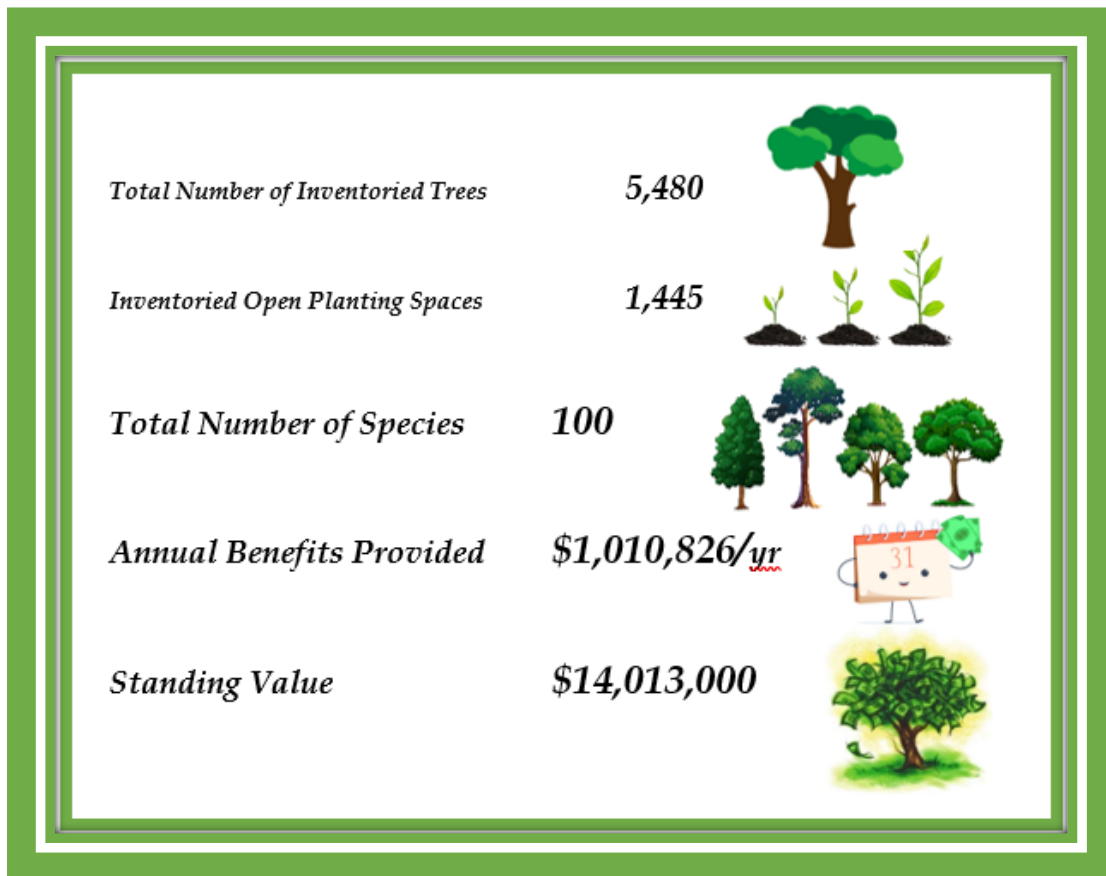 Total Number of Inventoried Trees 5,480
Inventoried Open Planting Spaces 1,445
Total Number of Species 100
Annual Benefits Provided $1,010,826/yr
31
Standing Value $14,013,000